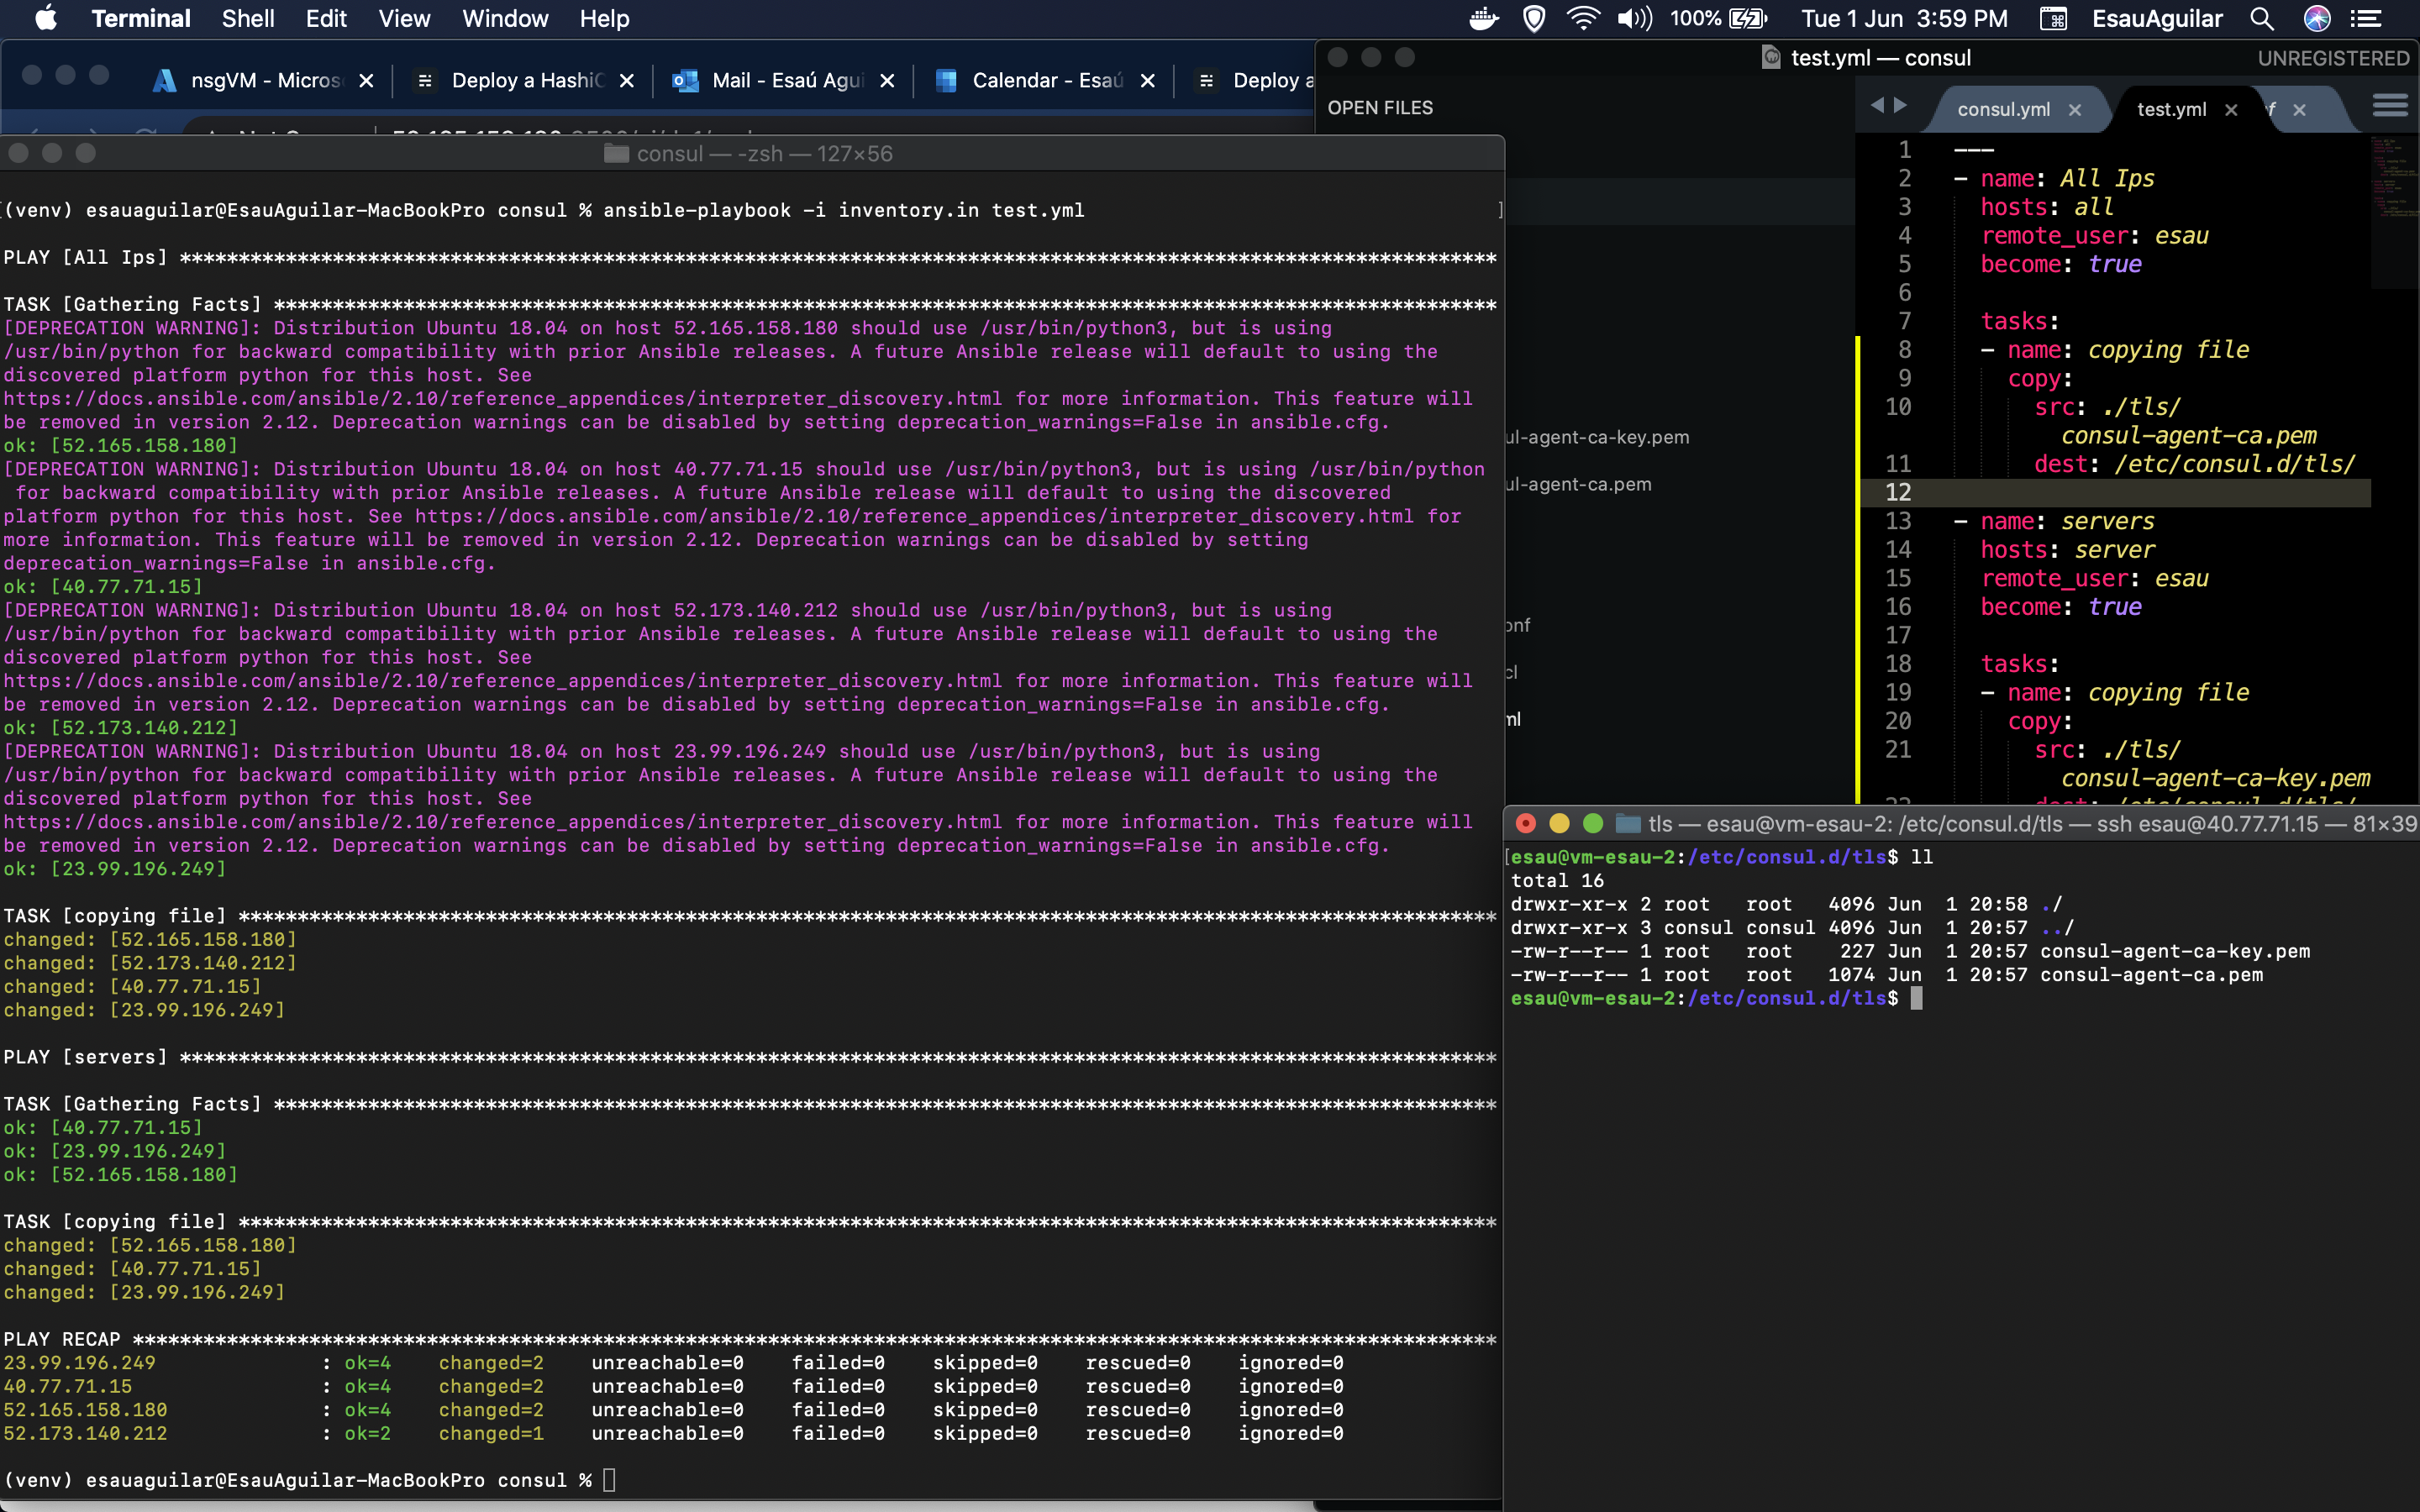 Terminal Shell Edit View Window Help 100% Tue 1 Jun 3:59 PM EsauAguilar
nsgVM - Micros
Deploy a HashiC
Mail - Esaú Agui
Calendar - Esaú
Deploy a
consul — -zsh — 127×56
(venv) esauaguilar@EsauAguilar-MacBookPro consul % ansible-playbook -i inventory.in test.yml
PLAY [All Ips] ****************************************************************************************************************
TASK [Gathering Facts] ********************************************************************************************************
[DEPRECATION WARNING]: Distribution Ubuntu 18.04 on host 52.165.158.180 should use /usr/bin/python3, but is using
/usr/bin/python for backward compatibility with prior Ansible releases. A future Ansible release will default to using the
discovered platform python for this host. See
https://docs.ansible.com/ansible/2.10/reference_appendices/interpreter_discovery.html for more information. This feature will
be removed in version 2.12. Deprecation warnings can be disabled by setting deprecation_warnings=False in ansible.cfg.
ok: [52.165.158.180]
[DEPRECATION WARNING]: Distribution Ubuntu 18.04 on host 40.77.71.15 should use /usr/bin/python3, but is using /usr/bin/python
for backward compatibility with prior Ansible releases. A future Ansible release will default to using the discovered
platform python for this host. See https://docs.ansible.com/ansible/2.10/reference_appendices/interpreter_discovery.html for
more information. This feature will be removed in version 2.12. Deprecation warnings can be disabled by setting
deprecation_warnings=False in ansible.cfg.
ok: [40.77.71.15]
[DEPRECATION WARNING]: Distribution Ubuntu 18.04 on host 52.173.140.212 should use /usr/bin/python3, but is using
/usr/bin/python for backward compatibility with prior Ansible releases. A future Ansible release will default to using the
discovered platform python for this host. See
https://docs.ansible.com/ansible/2.10/reference_appendices/interpreter_discovery.html for more information. This feature will
be removed in version 2.12. Deprecation warnings can be disabled by setting deprecation_warnings=False in ansible.cfg.
ok: [52.173.140.212]
[DEPRECATION WARNING]: Distribution Ubuntu 18.04 on host 23.99.196.249 should use /usr/bin/python3, but is using
/usr/bin/python for backward compatibility with prior Ansible releases. A future Ansible release will default to using the
discovered platform python for this host. See
https://docs.ansible.com/ansible/2.10/reference_appendices/interpreter_discovery.html for more information. This feature will
be removed in version 2.12. Deprecation warnings can be disabled by setting deprecation_warnings=False in ansible.cfg.
ok: [23.99.196.249]
TASK [copying file] ***********************************************************************************************************
changed: [52.165.158.180]
changed: [52.173.140.212]
changed: [40.77.71.15]
changed: [23.99.196.249]
PLAY [servers] ****************************************************************************************************************
TASK [Gathering Facts] ********************************************************************************************************
ok: [40.77.71.15]
ok: [23.99.196.249]
ok: [52.165.158.180]
TASK [copying file] ***********************************************************************************************************
changed: [52.165.158.180]
changed: [40.77.71.15]
changed: [23.99.196.249]
PLAY RECAP ********************************************************************************************************************
23.99.196.249 : ok=4 changed=2 unreachable=0 failed=0 skipped=0 rescued=0 ignored=0
40.77.71.15 : ok=4 changed=2 unreachable=0 failed=0 skipped=0 rescued=0 ignored=0
52.165.158.180 : ok=4 changed=2 unreachable=0 failed=0 skipped=0 rescued=0 ignored=0
52.173.140.212 : ok=2 changed=1 unreachable=0 failed=0 skipped=0 rescued=0 ignored=0
(venv) esauaguilar@EsauAguilar-MacBookPro consul %
test.yml — consul
UNREGISTERED
OPEN FILES
ul-agent-ca-key.pem
ul-agent-ca.pem
onf
cl
ml
consul.yml
test.yml
f
1 ---
2 - name: All Ips
3 hosts: all
4 remote_user: esau
5 become: true
6
7 tasks:
8 - name: copying file
9 copy:
10 src: ./tls/
consul-agent-ca.pem
11 dest: /etc/consul.d/tls/
12
13 - name: servers
14 hosts: server
15 remote_user: esau
16 become: true
17
18 tasks:
19 - name: copying file
20 copy:
21 src: ./tls/
consul-agent-ca-key.pem
22 dest: /etc/consul.d/tls/
tls — esau@vm-esau-2: /etc/consul.d/tls — ssh esau@40.77.71.15 — 81×39
esau@vm-esau-2:/etc/consul.d/tls$ ll
total 16
drwxr-xr-x 2 root root 4096 Jun 1 20:58 ./
drwxr-xr-x 3 consul consul 4096 Jun 1 20:57 ../
-rw-r--r-- 1 root root 227 Jun 1 20:57 consul-agent-ca-key.pem
-rw-r--r-- 1 root root 1074 Jun 1 20:57 consul-agent-ca.pem
esau@vm-esau-2:/etc/consul.d/tls$